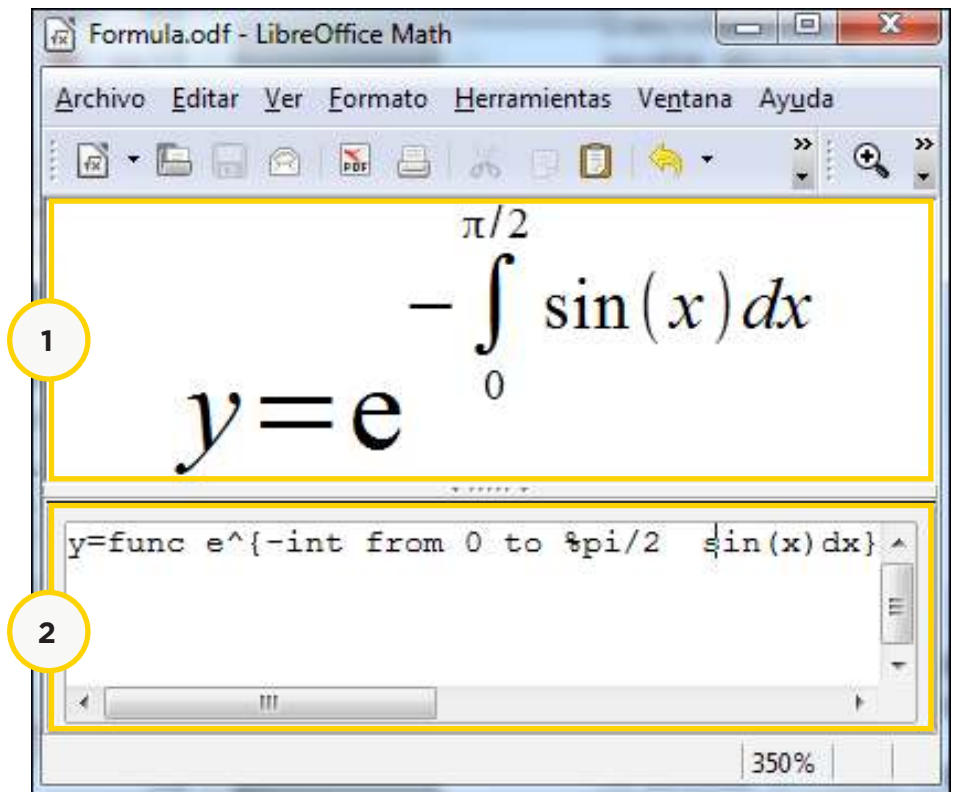 Formula.odf - LibreOffice Math
Archivo Editar Ver Formato Herramientas Ventana Ayuda
PDF
π/2
− ∫ sin(x)dx
0
y=e
1
y=func e^{-int from 0 to %pi/2  sin(x)dx}
2
350%